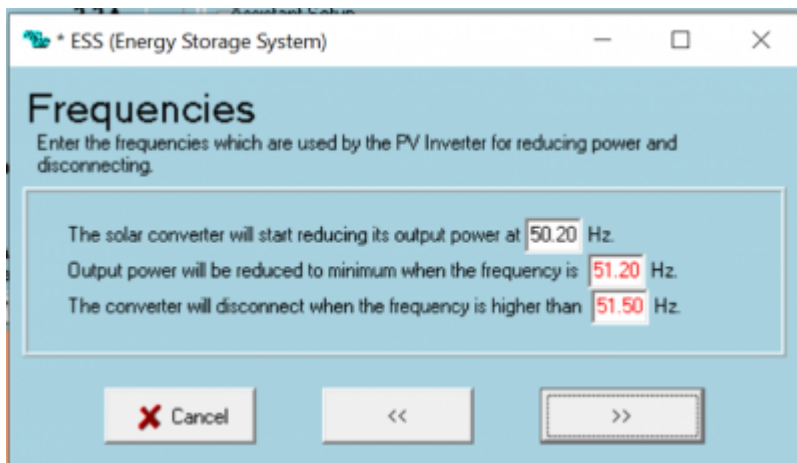 * ESS (Energy Storage System)
Frequencies
Enter the frequencies which are used by the PV Inverter for reducing power and
disconnecting.
The solar converter will start reducing its output power at 50.20 Hz.
Output power will be reduced to minimum when the frequency is 51.20 Hz.
The converter will disconnect when the frequency is higher than 51.50 Hz.
Cancel
<<
>>